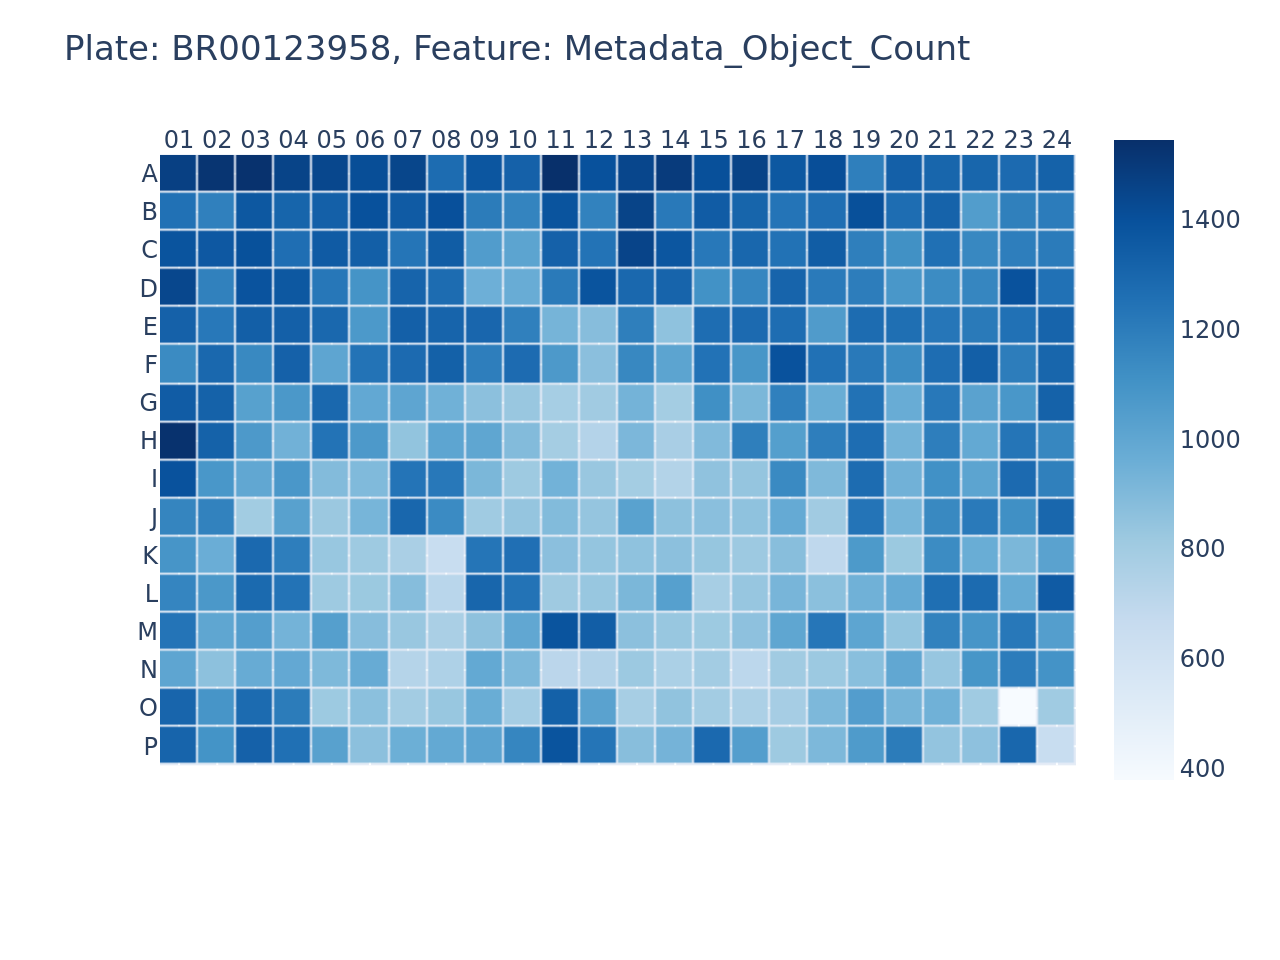 Plate: BR00123958, Feature: Metadata_Object_Count
01 02 03 04 05 06 07 08 09 10 11 12 13 14 15 16 17 18 19 20 21 22 23 24
A
B
C
D
E
F
G
H
I
J
K
L
M
N
O
P
1400
1200
1000
800
600
400